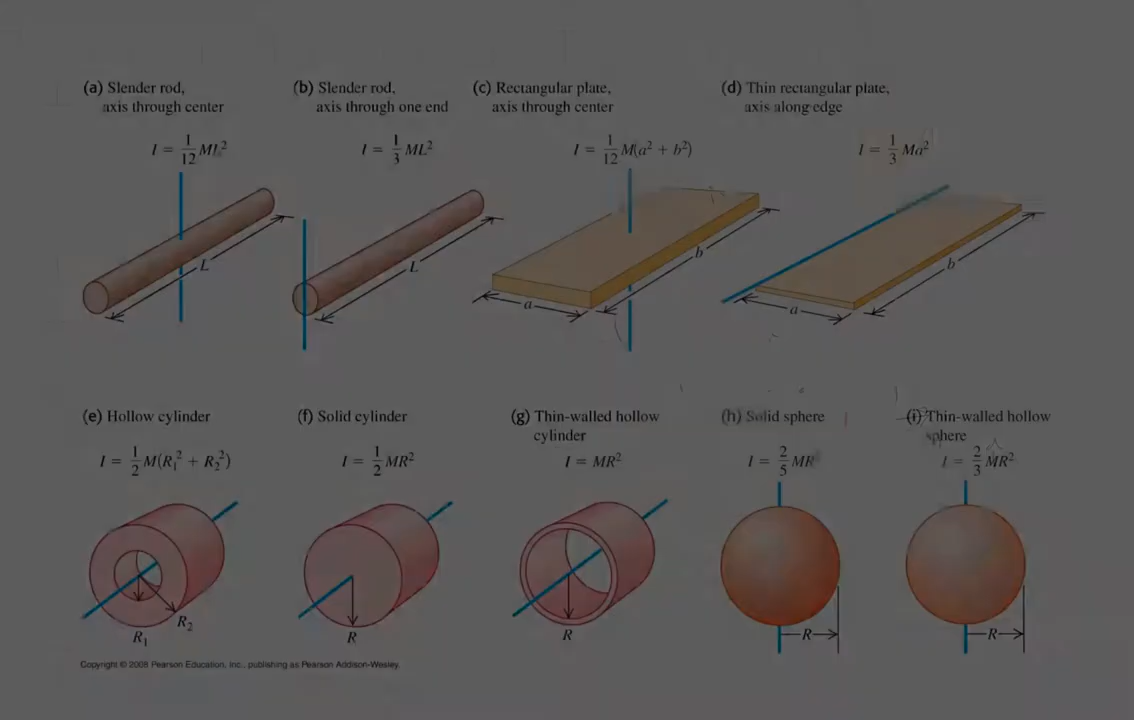 (a) Slender rod,
axis through center
I = 1/12 ML²
L
(b) Slender rod,
axis through one end
I = 1/3 ML²
L
(c) Rectangular plate,
axis through center
I = 1/12 M(a² + b²)
b
a
(d) Thin rectangular plate,
axis along edge
I = 1/3 Ma²
b
a
(e) Hollow cylinder
I = 1/2 M(R₁² + R₂²)
R₁
R₂
(f) Solid cylinder
I = 1/2 MR²
R
(g) Thin-walled hollow
cylinder
I = MR²
R
(h) Solid sphere
I = 2/5 MR
R
(i) Thin-walled hollow
sphere
I = 2/3 MR²
R
Copyright © 2008 Pearson Education, Inc., publishing as Pearson Addison-Wesley.